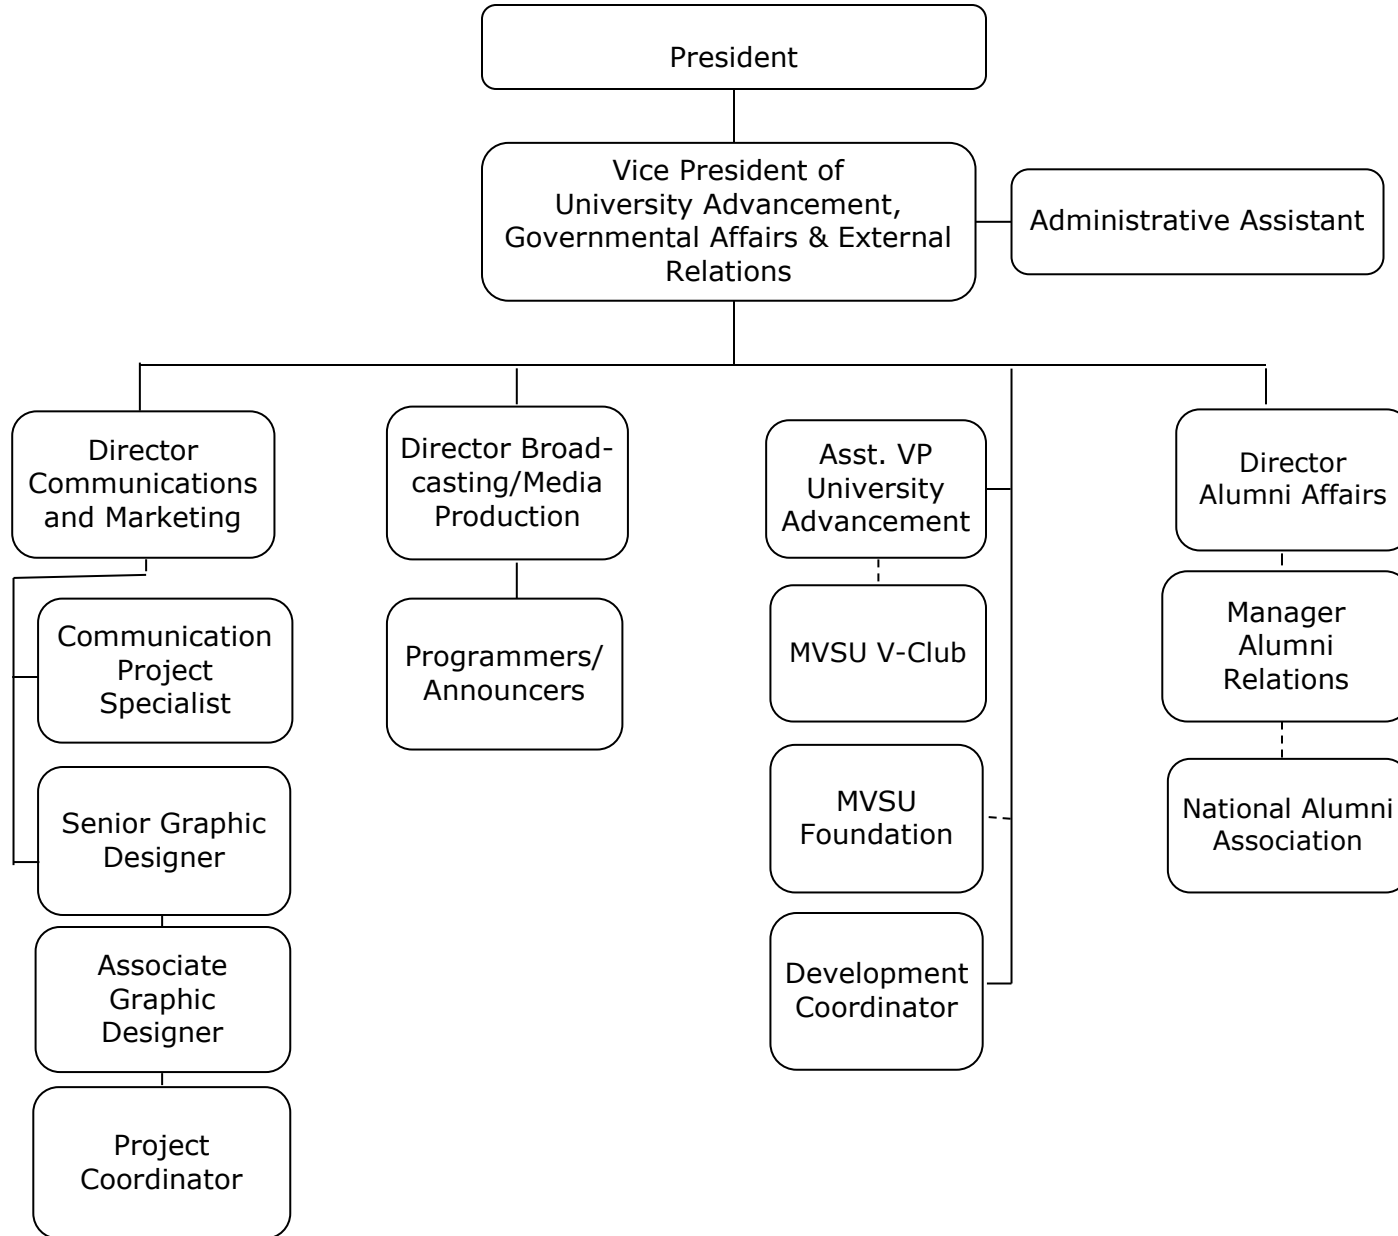 President
Vice President of
University Advancement,
Governmental Affairs & External
Relations
Administrative Assistant
Director
Communications
and Marketing
Director Broad-
casting/Media
Production
Asst. VP
University
Advancement
Director
Alumni Affairs
Communication
Project
Specialist
Programmers/
Announcers
MVSU V-Club
Manager
Alumni
Relations
Senior Graphic
Designer
MVSU
Foundation
National Alumni
Association
Associate
Graphic
Designer
Development
Coordinator
Project
Coordinator